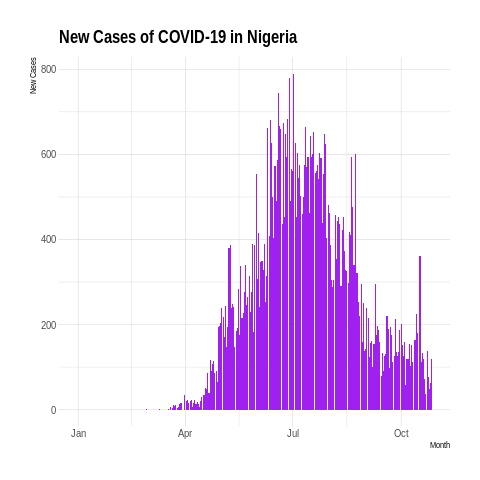 New Cases of COVID-19 in Nigeria
New Cases
800
600
400
200
0
Jan Apr Jul Oct
Month